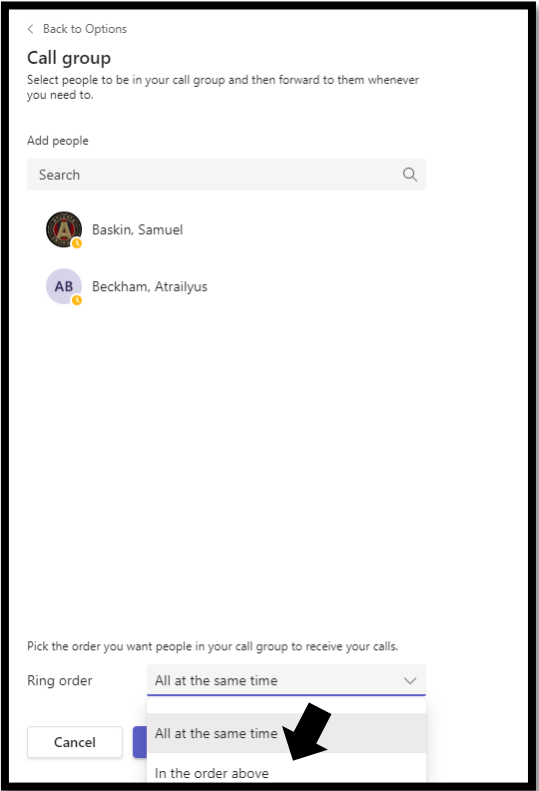 Back to Options
Call group
Select people to be in your call group and then forward to them whenever
you need to.
Add people
Search
Baskin, Samuel
AB Beckham, Atrailyus
Pick the order you want people in your call group to receive your calls.
Ring order All at the same time
All at the same time
Cancel
In the order above